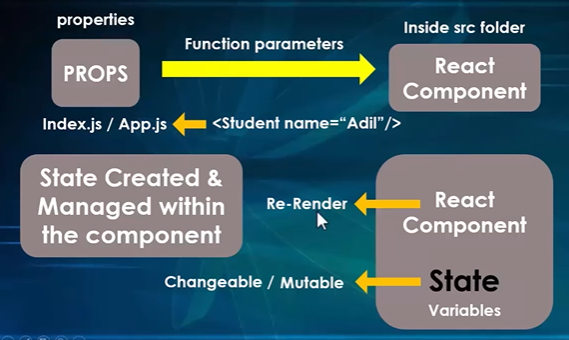 properties
PROPS
Function parameters
Inside src folder
React
Component
Index.js / App.js
<Student name="Adil"/>
State Created &
Managed within
the component
Re-Render
React
Component
Changeable / Mutable
State
Variables